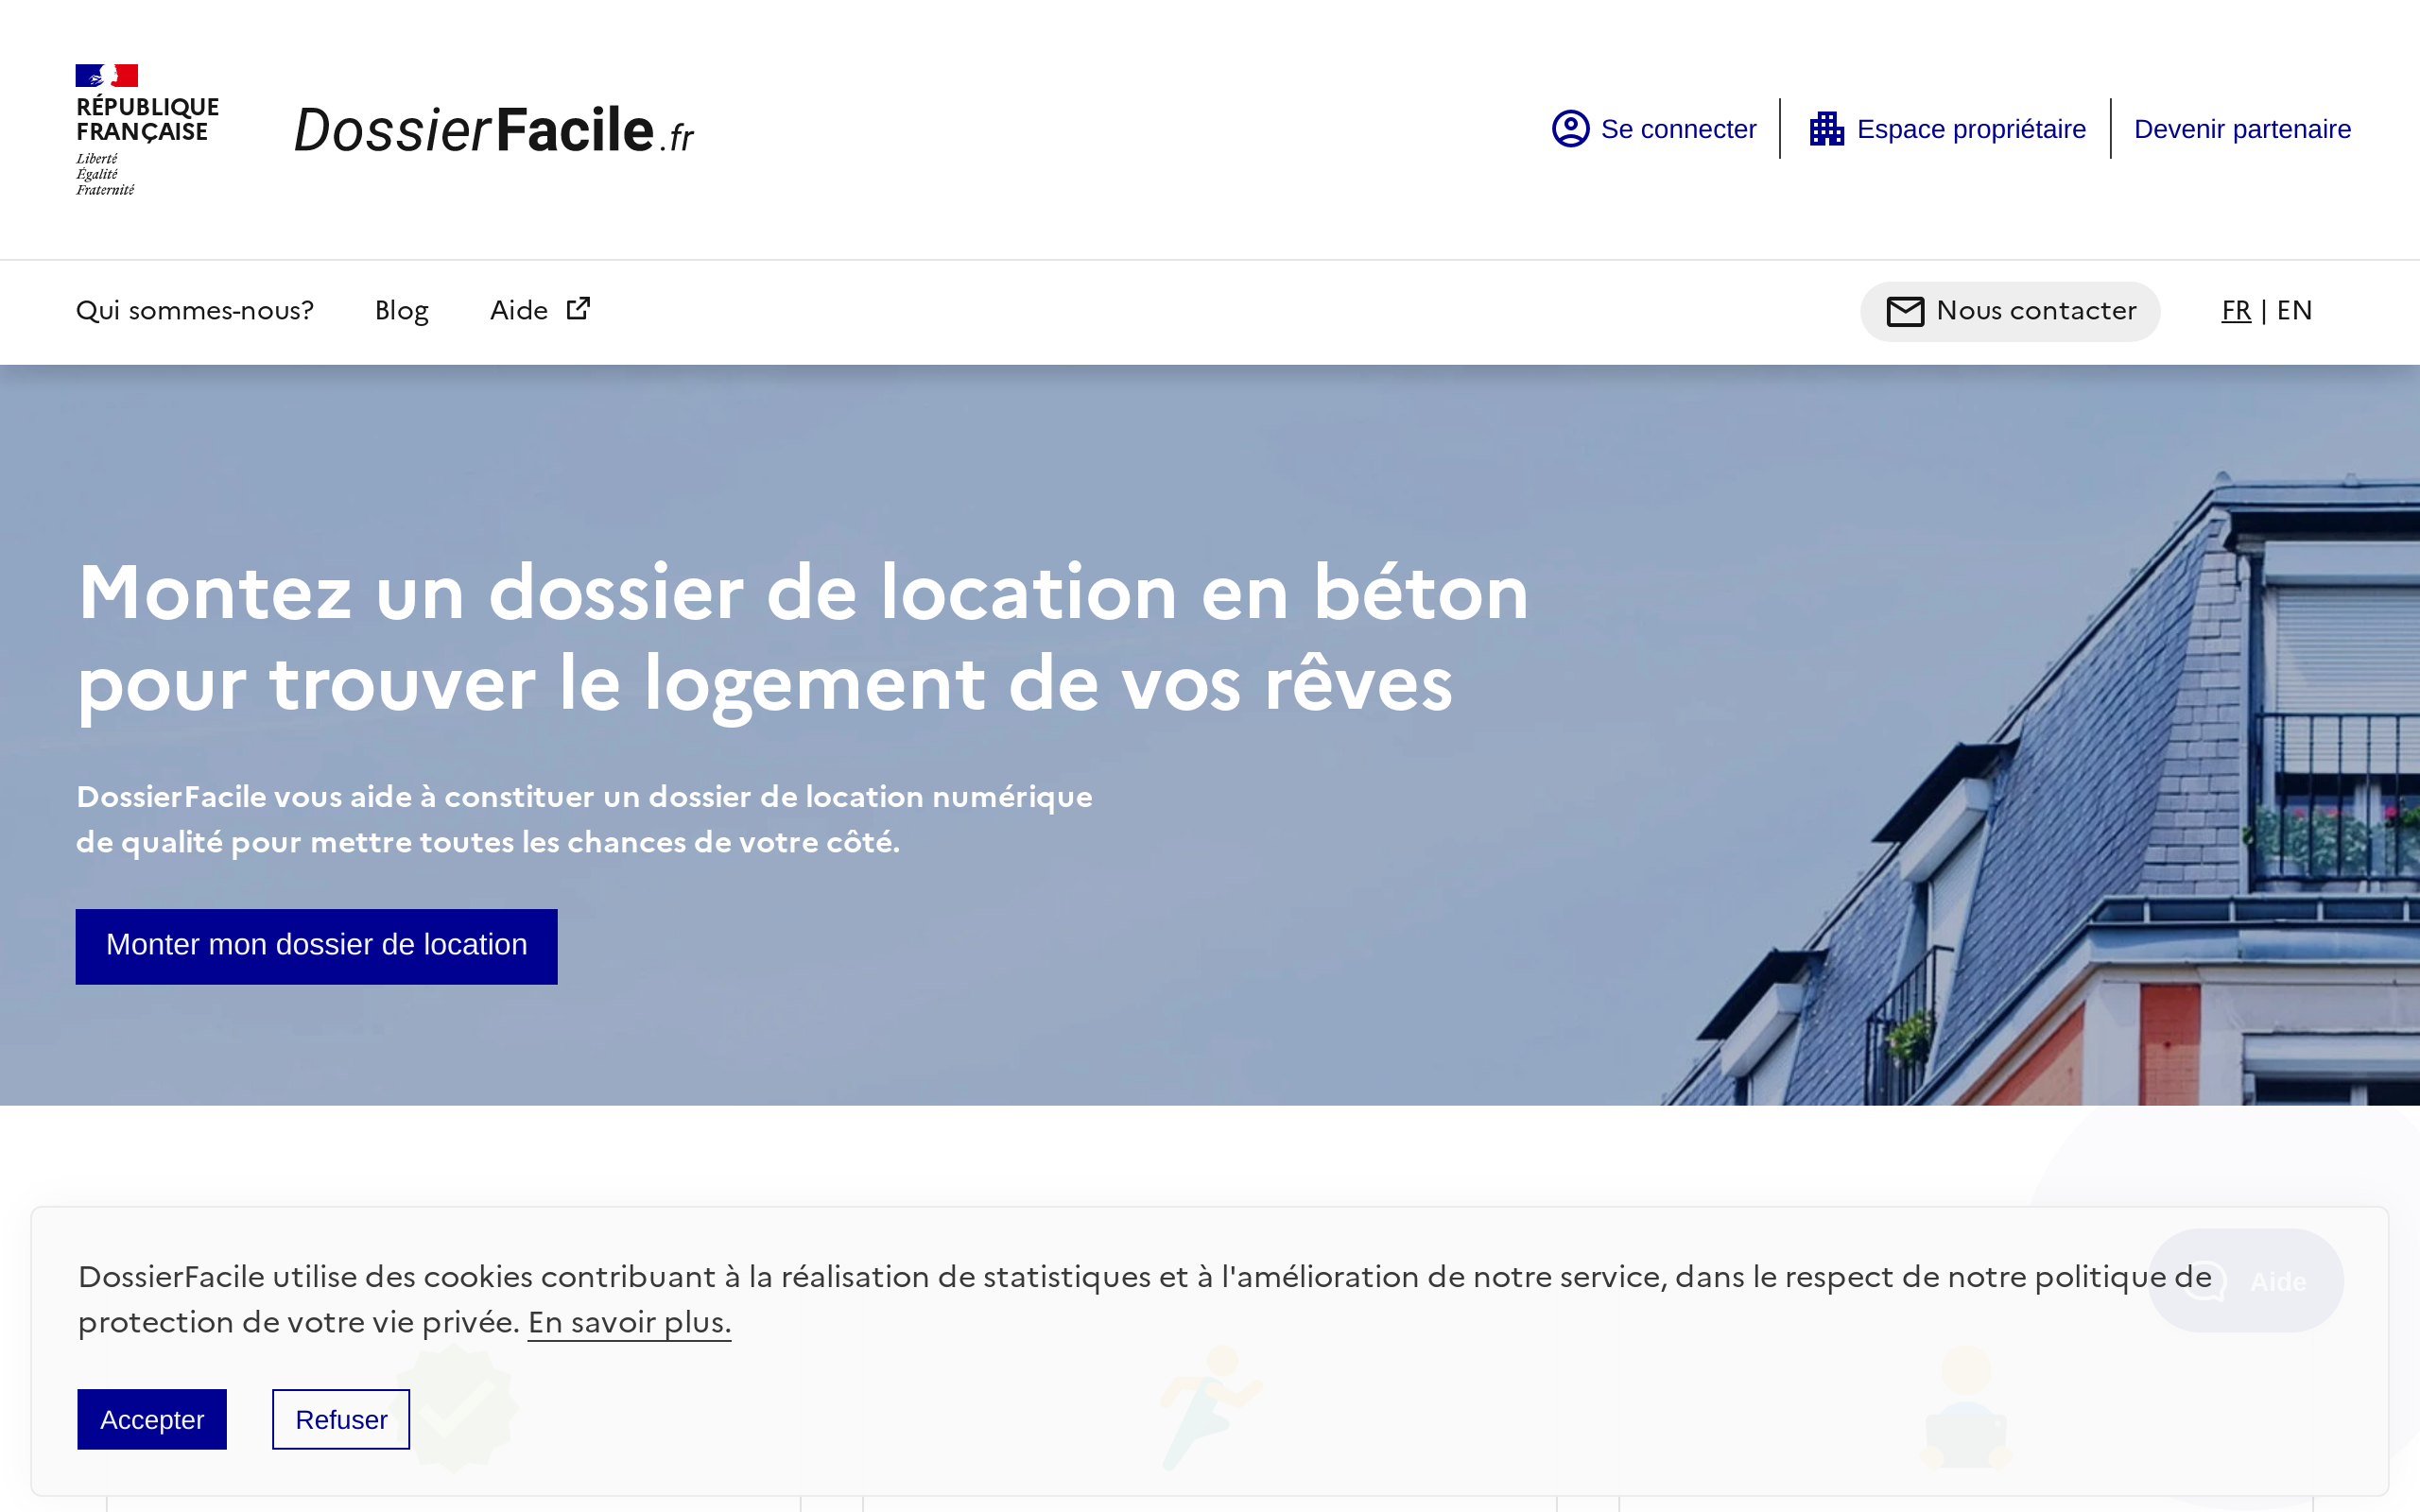 RÉPUBLIQUE
FRANÇAISE
Liberté
Égalité
Fraternité
DossierFacile.fr
Se connecter
Espace propriétaire
Devenir partenaire
Qui sommes-nous?
Blog
Aide
Nous contacter
FR | EN
Montez un dossier de location en béton
pour trouver le logement de vos rêves
DossierFacile vous aide à constituer un dossier de location numérique
de qualité pour mettre toutes les chances de votre côté.
Monter mon dossier de location
DossierFacile utilise des cookies contribuant à la réalisation de statistiques et à l'amélioration de notre service, dans le respect de notre politique de
protection de votre vie privée. En savoir plus.
Aide
Accepter
Refuser